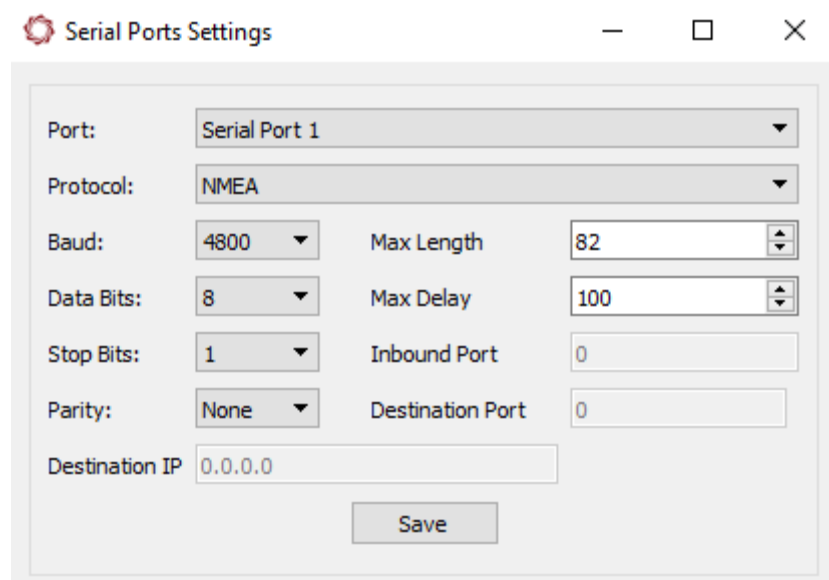 Serial Ports Settings
Port: Serial Port 1
Protocol: NMEA
Baud: 4800 Max Length 82
Data Bits: 8 Max Delay 100
Stop Bits: 1 Inbound Port 0
Parity: None Destination Port 0
Destination IP 0.0.0.0
Save